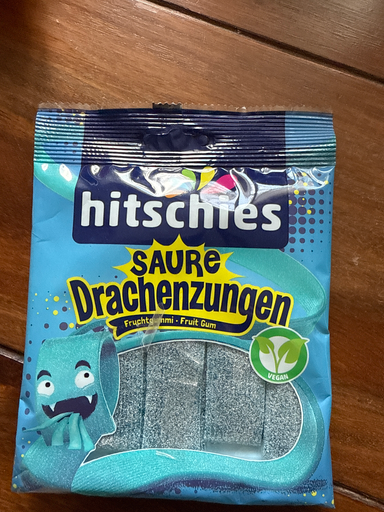 hitschies
SAURE
Drachenzungen
Fruchtgummi - Fruit Gum
VEGAN